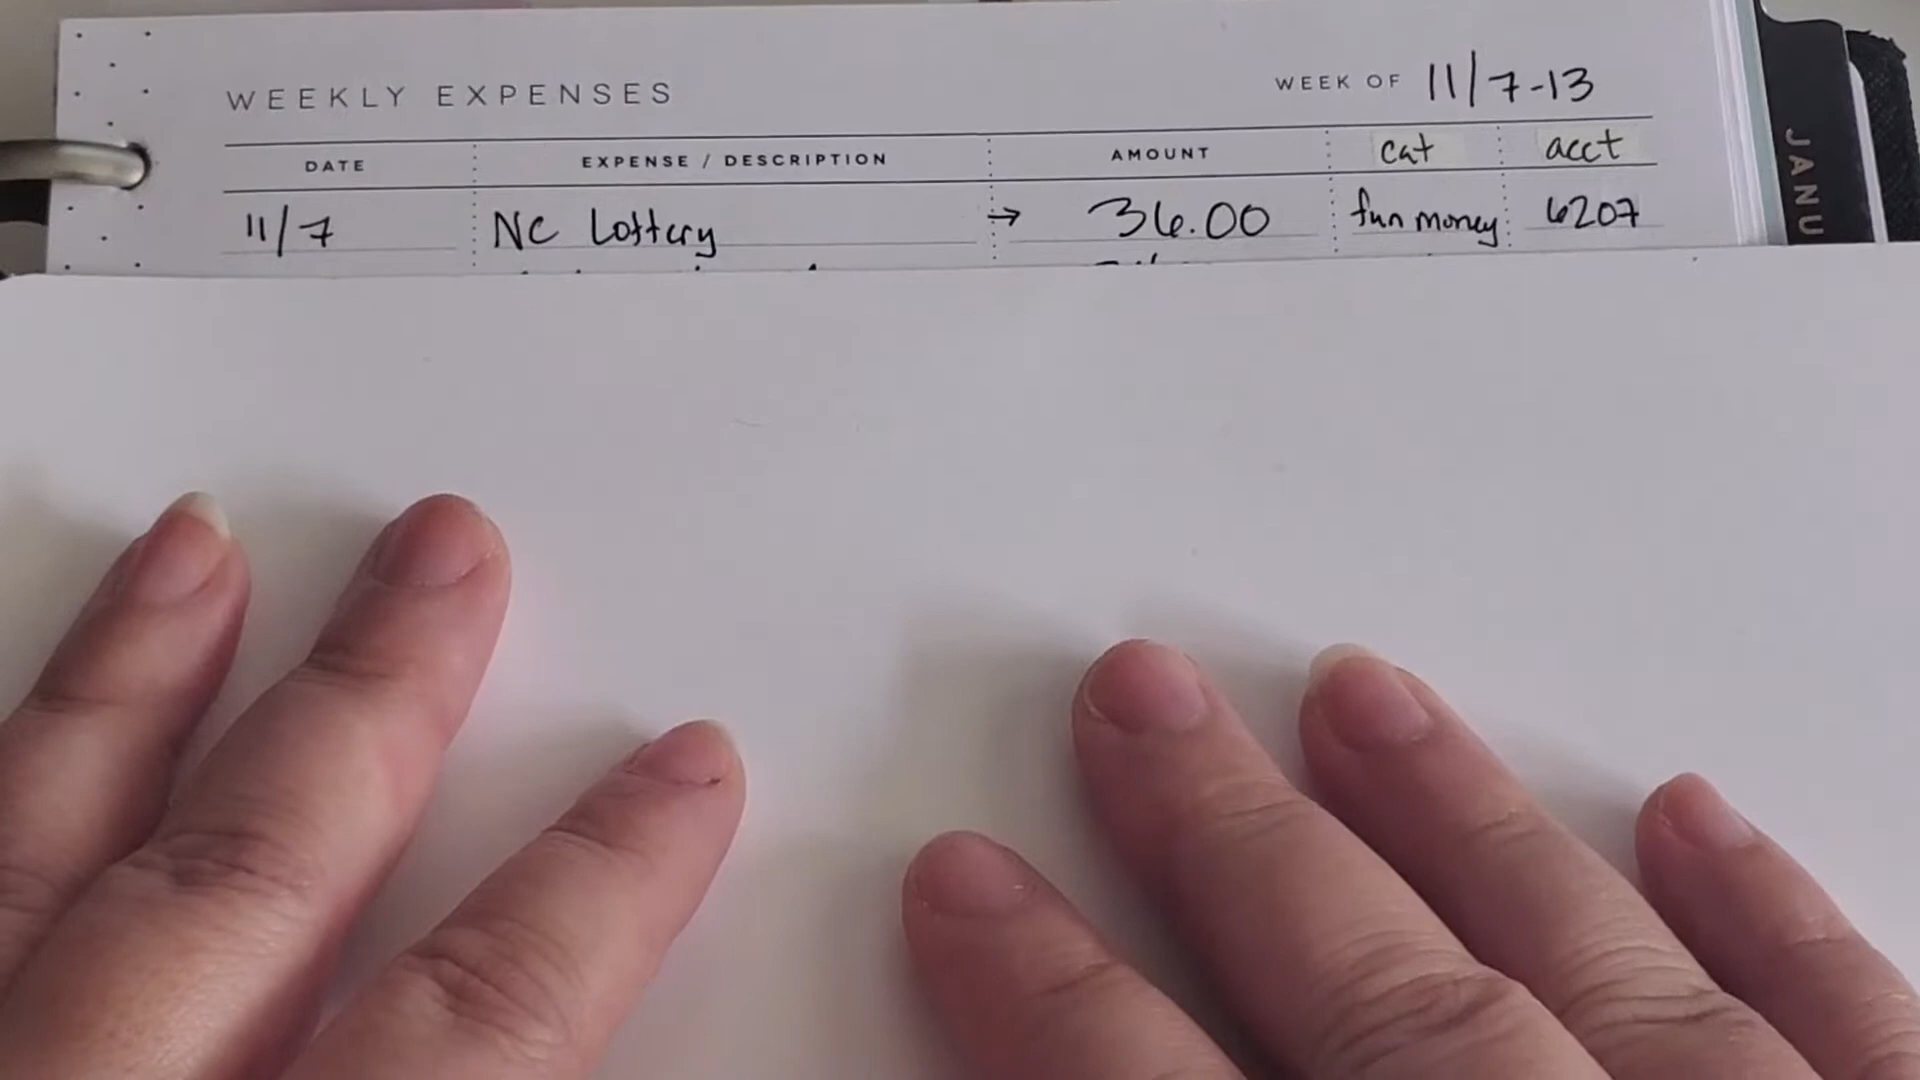 WEEKLY EXPENSES WEEK OF 11/7-13
DATE EXPENSE / DESCRIPTION AMOUNT cat acct
11/7 NC Lottery → 36.00 fun money 6207
JANU